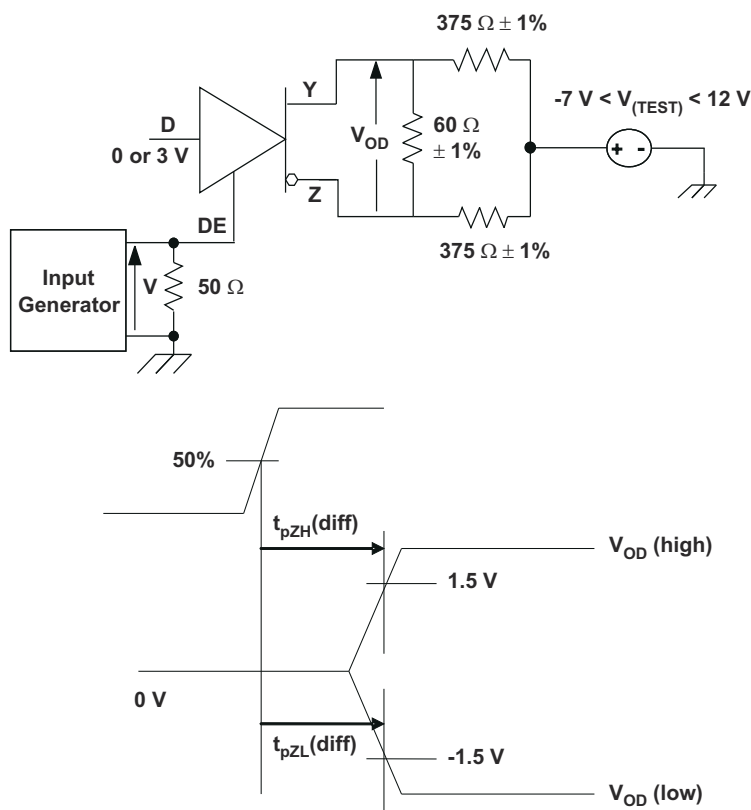 375 Ω ± 1%
Y
-7 V < V(TEST) < 12 V
D
0 or 3 V
VOD
60 Ω
± 1%
+ -
Z
DE
375 Ω ± 1%
Input
Generator
V
50 Ω
50%
tpZH(diff)
VOD (high)
1.5 V
0 V
tpZL(diff)
-1.5 V
VOD (low)